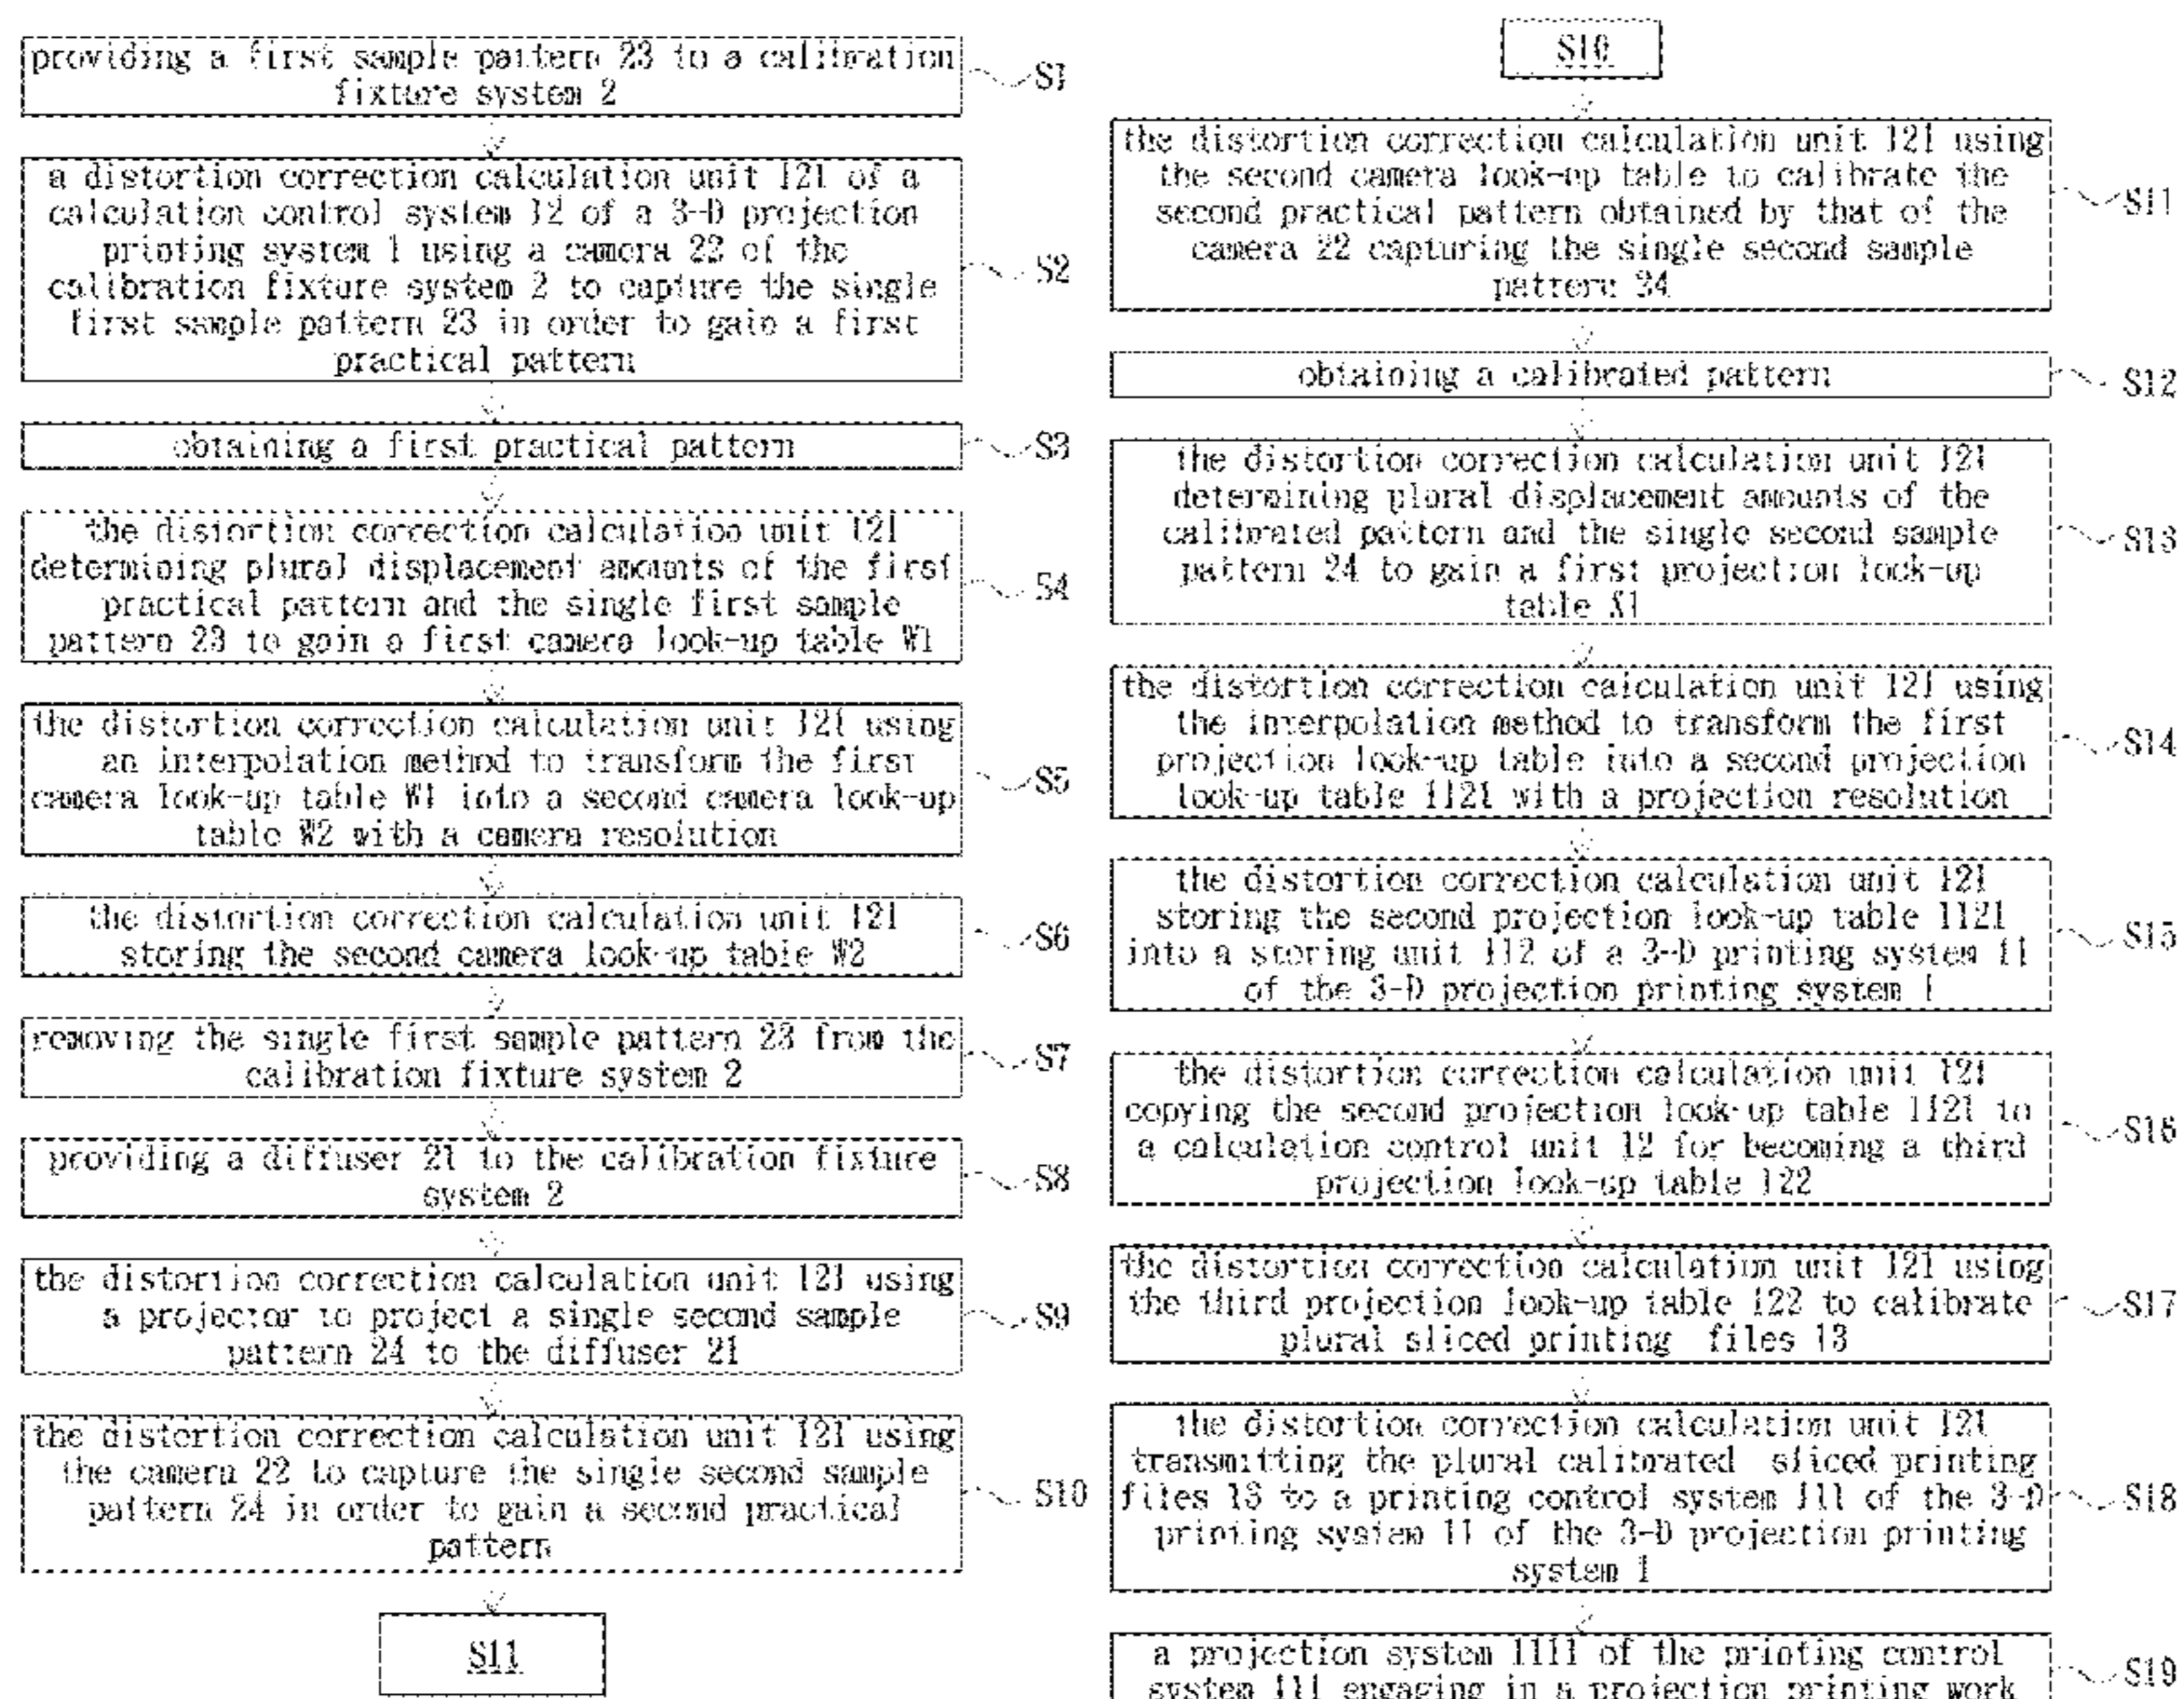 providing a first sample pattern 23 to a calibration
fixture system 2
S1
a distortion correction calculation unit 121 of a
calculation control system 12 of a 3-D projection
printing system 1 using a camera 22 of the
calibration fixture system 2 to capture the single
first sample pattern 23 in order to gain a first
practical pattern
S2
obtaining a first practical pattern
S3
the distortion correction calculation unit 121
determining plural displacement amounts of the first
practical pattern and the single first sample
pattern 23 to gain a first camera look-up table W1
S4
the distortion correction calculation unit 121 using
an interpolation method to transform the first
camera look-up table W1 into a second camera look-up
table W2 with a camera resolution
S5
the distortion correction calculation unit 121
storing the second camera look-up table W2
S6
removing the single first sample pattern 23 from the
calibration fixture system 2
S7
providing a diffuser 21 to the calibration fixture
system 2
S8
the distortion correction calculation unit 121 using
a projector to project a single second sample
pattern 24 to the diffuser 21
S9
the distortion correction calculation unit 121 using
the camera 22 to capture the single second sample
pattern 24 in order to gain a second practical
pattern
S10
S11
S10
the distortion correction calculation unit 121 using
the second camera look-up table to calibrate the
second practical pattern obtained by that of the
camera 22 capturing the single second sample
pattern 24
S11
obtaining a calibrated pattern
S12
the distortion correction calculation unit 121
determining plural displacement amounts of the
calibrated pattern and the single second sample
pattern 24 to gain a first projection look-up
table X1
S13
the distortion correction calculation unit 121 using
the interpolation method to transform the first
projection look-up table into a second projection
look-up table 1121 with a projection resolution
S14
the distortion correction calculation unit 121
storing the second projection look-up table 1121
into a storing unit 112 of a 3-D printing system 11
of the 3-D projection printing system 1
S15
the distortion correction calculation unit 121
copying the second projection look-up table 1121 to
a calculation control unit 12 for becoming a third
projection look-up table 122
S16
the distortion correction calculation unit 121 using
the third projection look-up table 122 to calibrate
plural sliced printing files 13
S17
the distortion correction calculation unit 121
transmitting the plural calibrated sliced printing
files 13 to a printing control system 111 of the 3-D
printing system 11 of the 3-D projection printing
system 1
S18
a projection system 1111 of the printing control
system 111 engaging in a projection printing work
S19